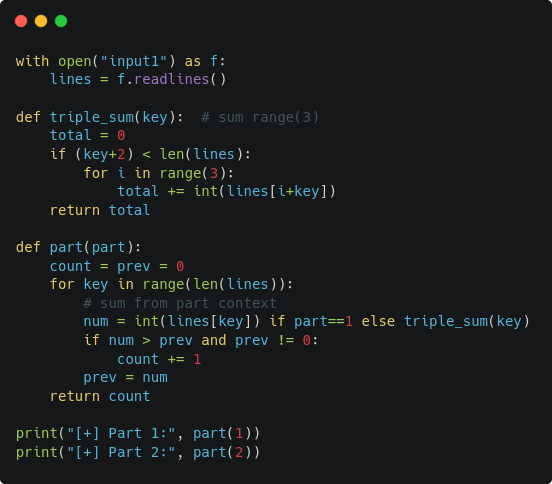 with open("input1") as f:
    lines = f.readlines()

def triple_sum(key):  # sum range(3)
    total = 0
    if (key+2) < len(lines):
        for i in range(3):
            total += int(lines[i+key])
    return total

def part(part):
    count = prev = 0
    for key in range(len(lines)):
        # sum from part context
        num = int(lines[key]) if part==1 else triple_sum(key)
        if num > prev and prev != 0:
            count += 1
        prev = num
    return count

print("[+] Part 1:", part(1))
print("[+] Part 2:", part(2))